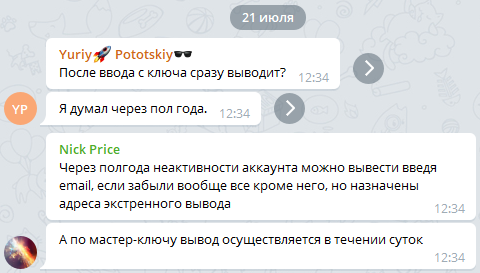 21 июля
Yuriy🚀 Pototskiy🕶
После ввода с ключа сразу выводит? 12:34
YP
Я думал через пол года. 12:34
Nick Price
Через полгода неактивности аккаунта можно вывести введя
email, если забыли вообще все кроме него, но назначены
адреса экстренного вывода
12:34
А по мастер-ключу вывод осуществляется в течении суток
12:34